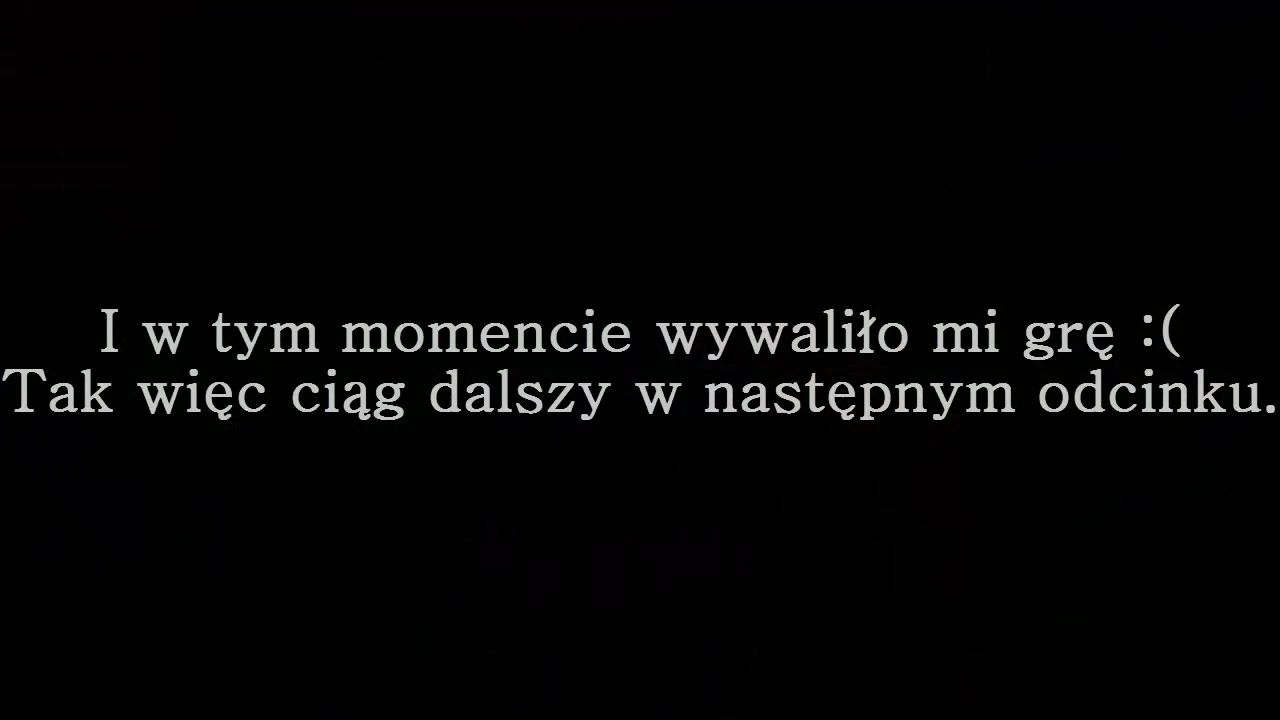 I w tym momencie wywaliło mi grę :(
Tak więc ciąg dalszy w następnym odcinku.